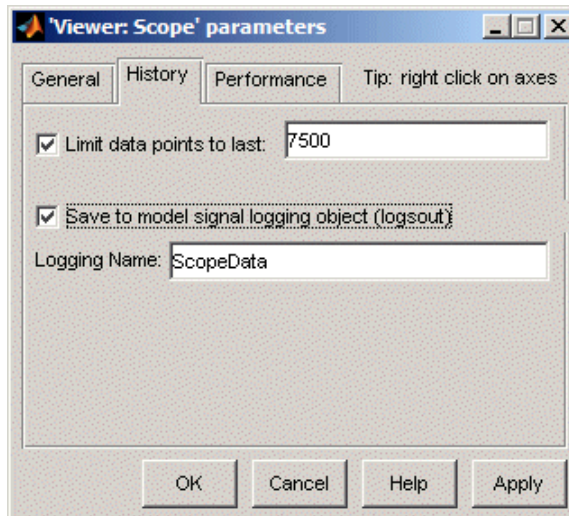 'Viewer: Scope' parameters
General History Performance Tip: right click on axes
Limit data points to last: 7500
Save to model signal logging object (logsout)
Logging Name: ScopeData
OK Cancel Help Apply